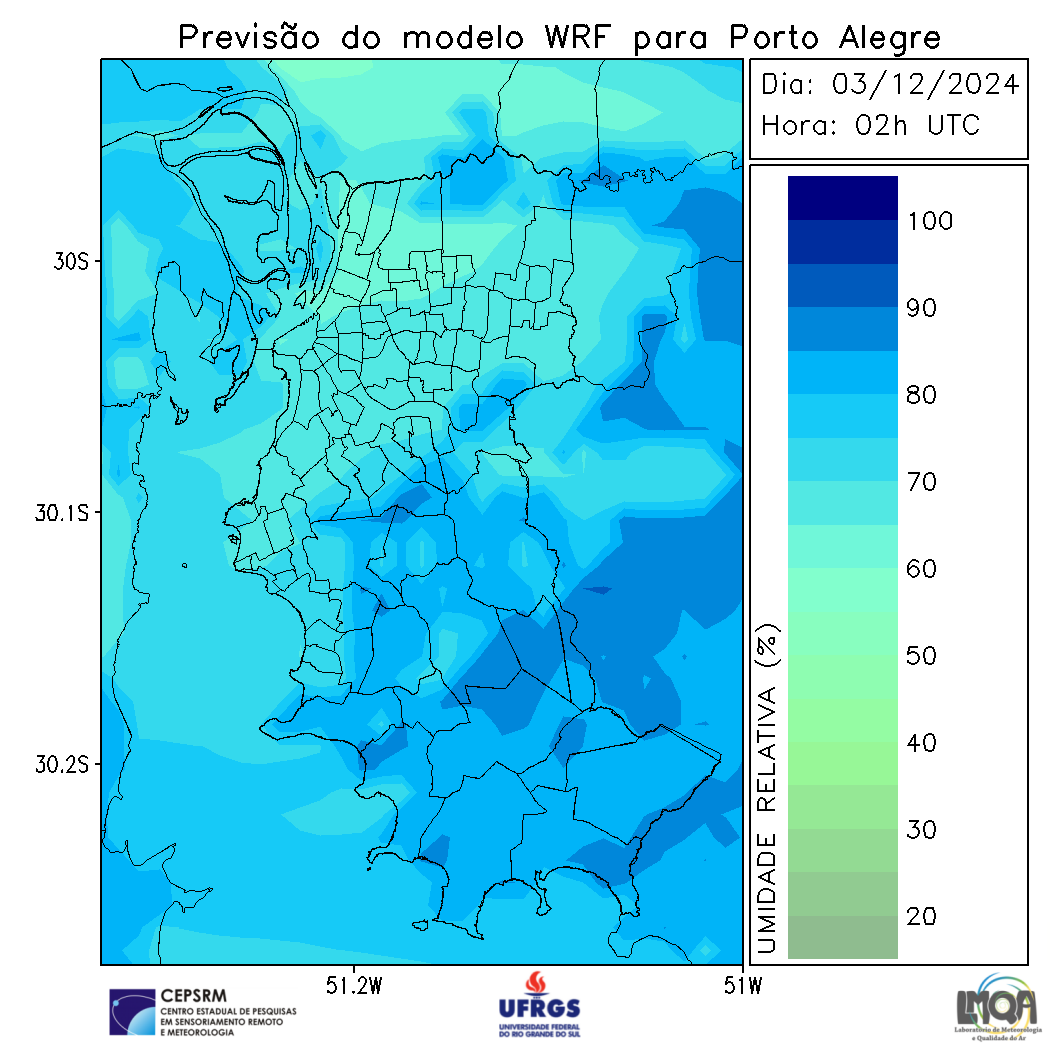 Previsão do modelo WRF para Porto Alegre
Dia: 03/12/2024
Hora: 02h UTC
30S
30.1S
30.2S
51.2W
51W
100
90
80
70
60
50
40
30
20
UMIDADE RELATIVA (%)
CEPSRM
CENTRO ESTADUAL DE PESQUISAS
EM SENSORIAMENTO REMOTO
E METEOROLOGIA
UFRGS
UNIVERSIDADE FEDERAL
DO RIO GRANDE DO SUL
LMQA
Laboratório de Meteorologia
e Qualidade do Ar